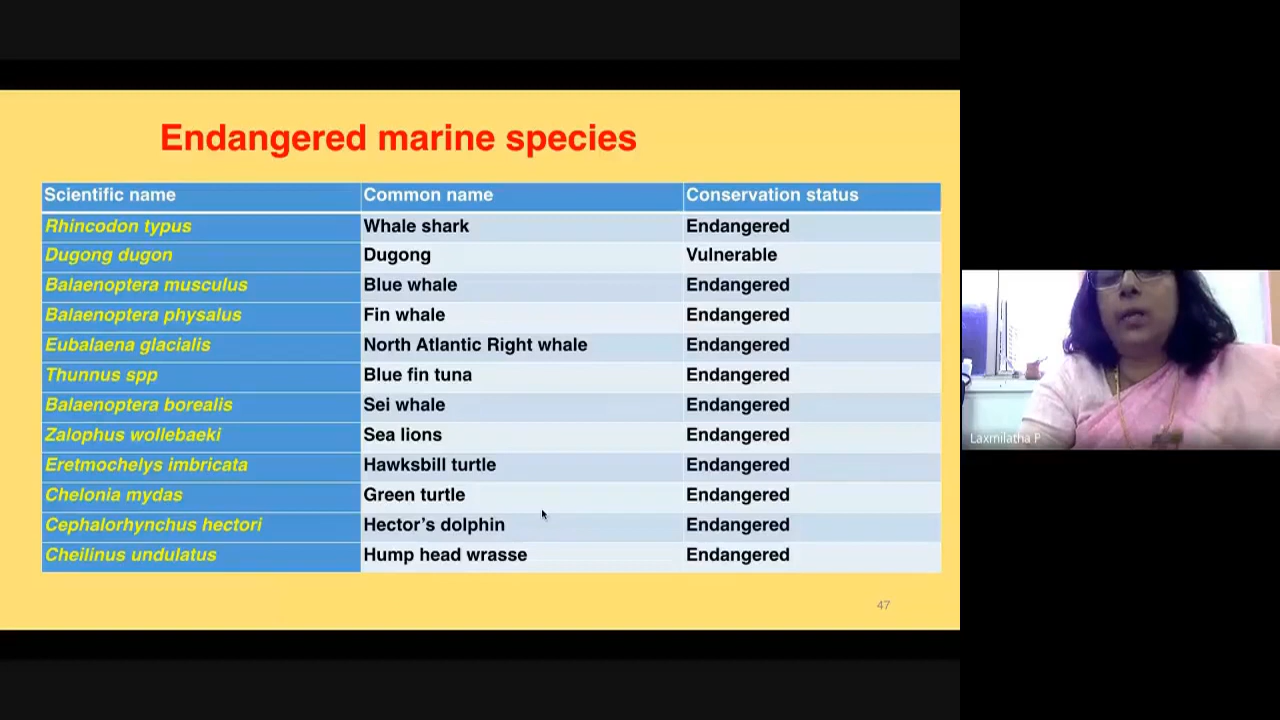 Endangered marine species
Scientific name Common name Conservation status
Rhincodon typus Whale shark Endangered
Dugong dugon Dugong Vulnerable
Balaenoptera musculus Blue whale Endangered
Balaenoptera physalus Fin whale Endangered
Eubalaena glacialis North Atlantic Right whale Endangered
Thunnus spp Blue fin tuna Endangered
Balaenoptera borealis Sei whale Endangered
Zalophus wollebaeki Sea lions Endangered
Eretmochelys imbricata Hawksbill turtle Endangered
Chelonia mydas Green turtle Endangered
Cephalorhynchus hectori Hector’s dolphin Endangered
Cheilinus undulatus Hump head wrasse Endangered
47
Laxmilatha P